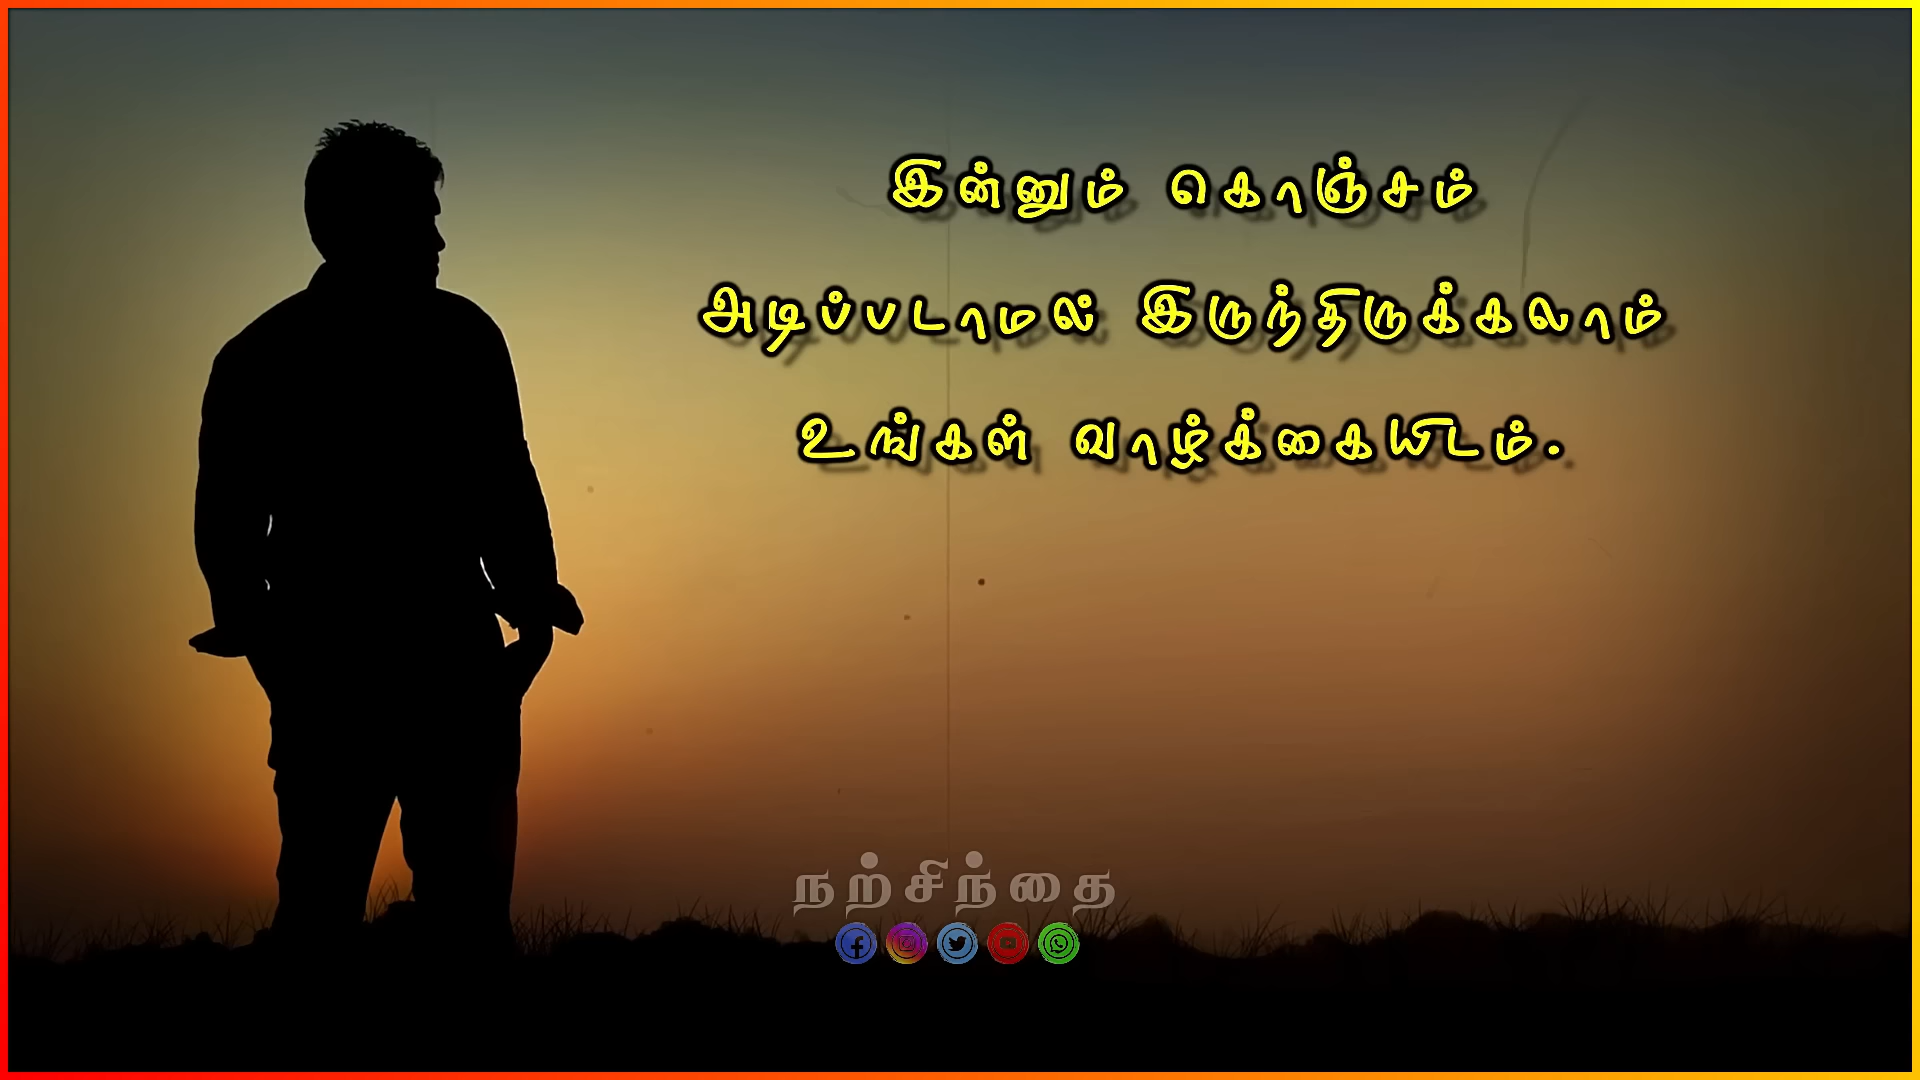 இன்னும் கொஞ்சம்
அடிப்படாமல் இருந்திருக்கலாம்
உங்கள் வாழ்க்கையிடம்.
நற்சிந்தை